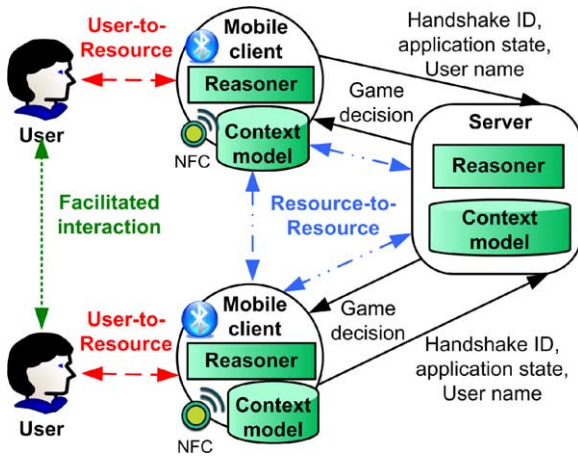 User-to-
Resource
Mobile
client
Handshake ID,
application state,
User name
Reasoner
Game
decision
Server
User
NFC
Context
model
Reasoner
Facilitated
interaction
Resource-to-
Resource
Context
model
User-to-
Resource
Mobile
client
Game
decision
Reasoner
Handshake ID,
application state,
User name
User
NFC
Context
model